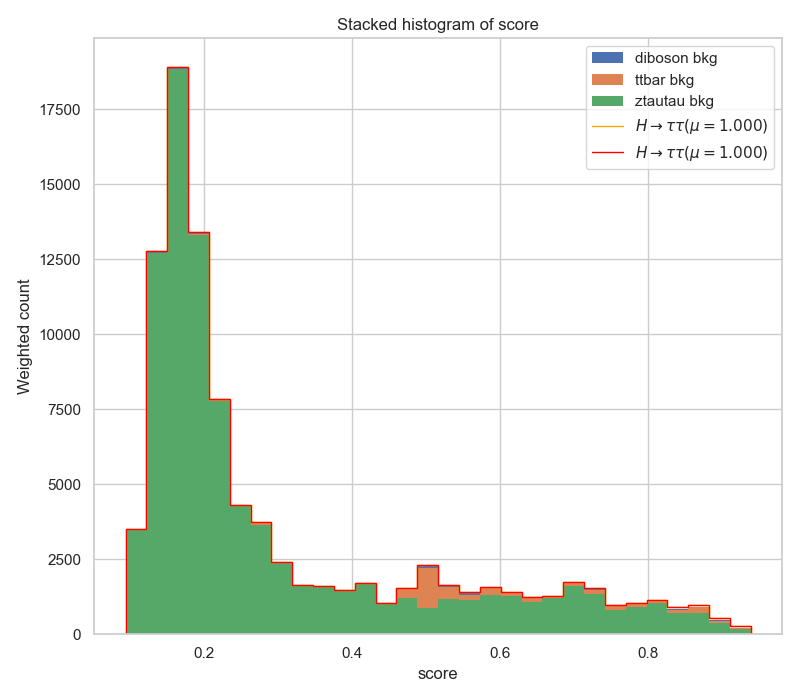 Stacked histogram of score
diboson bkg
ttbar bkg
ztautau bkg
H → ττ(μ = 1.000)
H → ττ(μ = 1.000)
17500
15000
12500
10000
7500
5000
2500
0
Weighted count
0.2 0.4 0.6 0.8
score